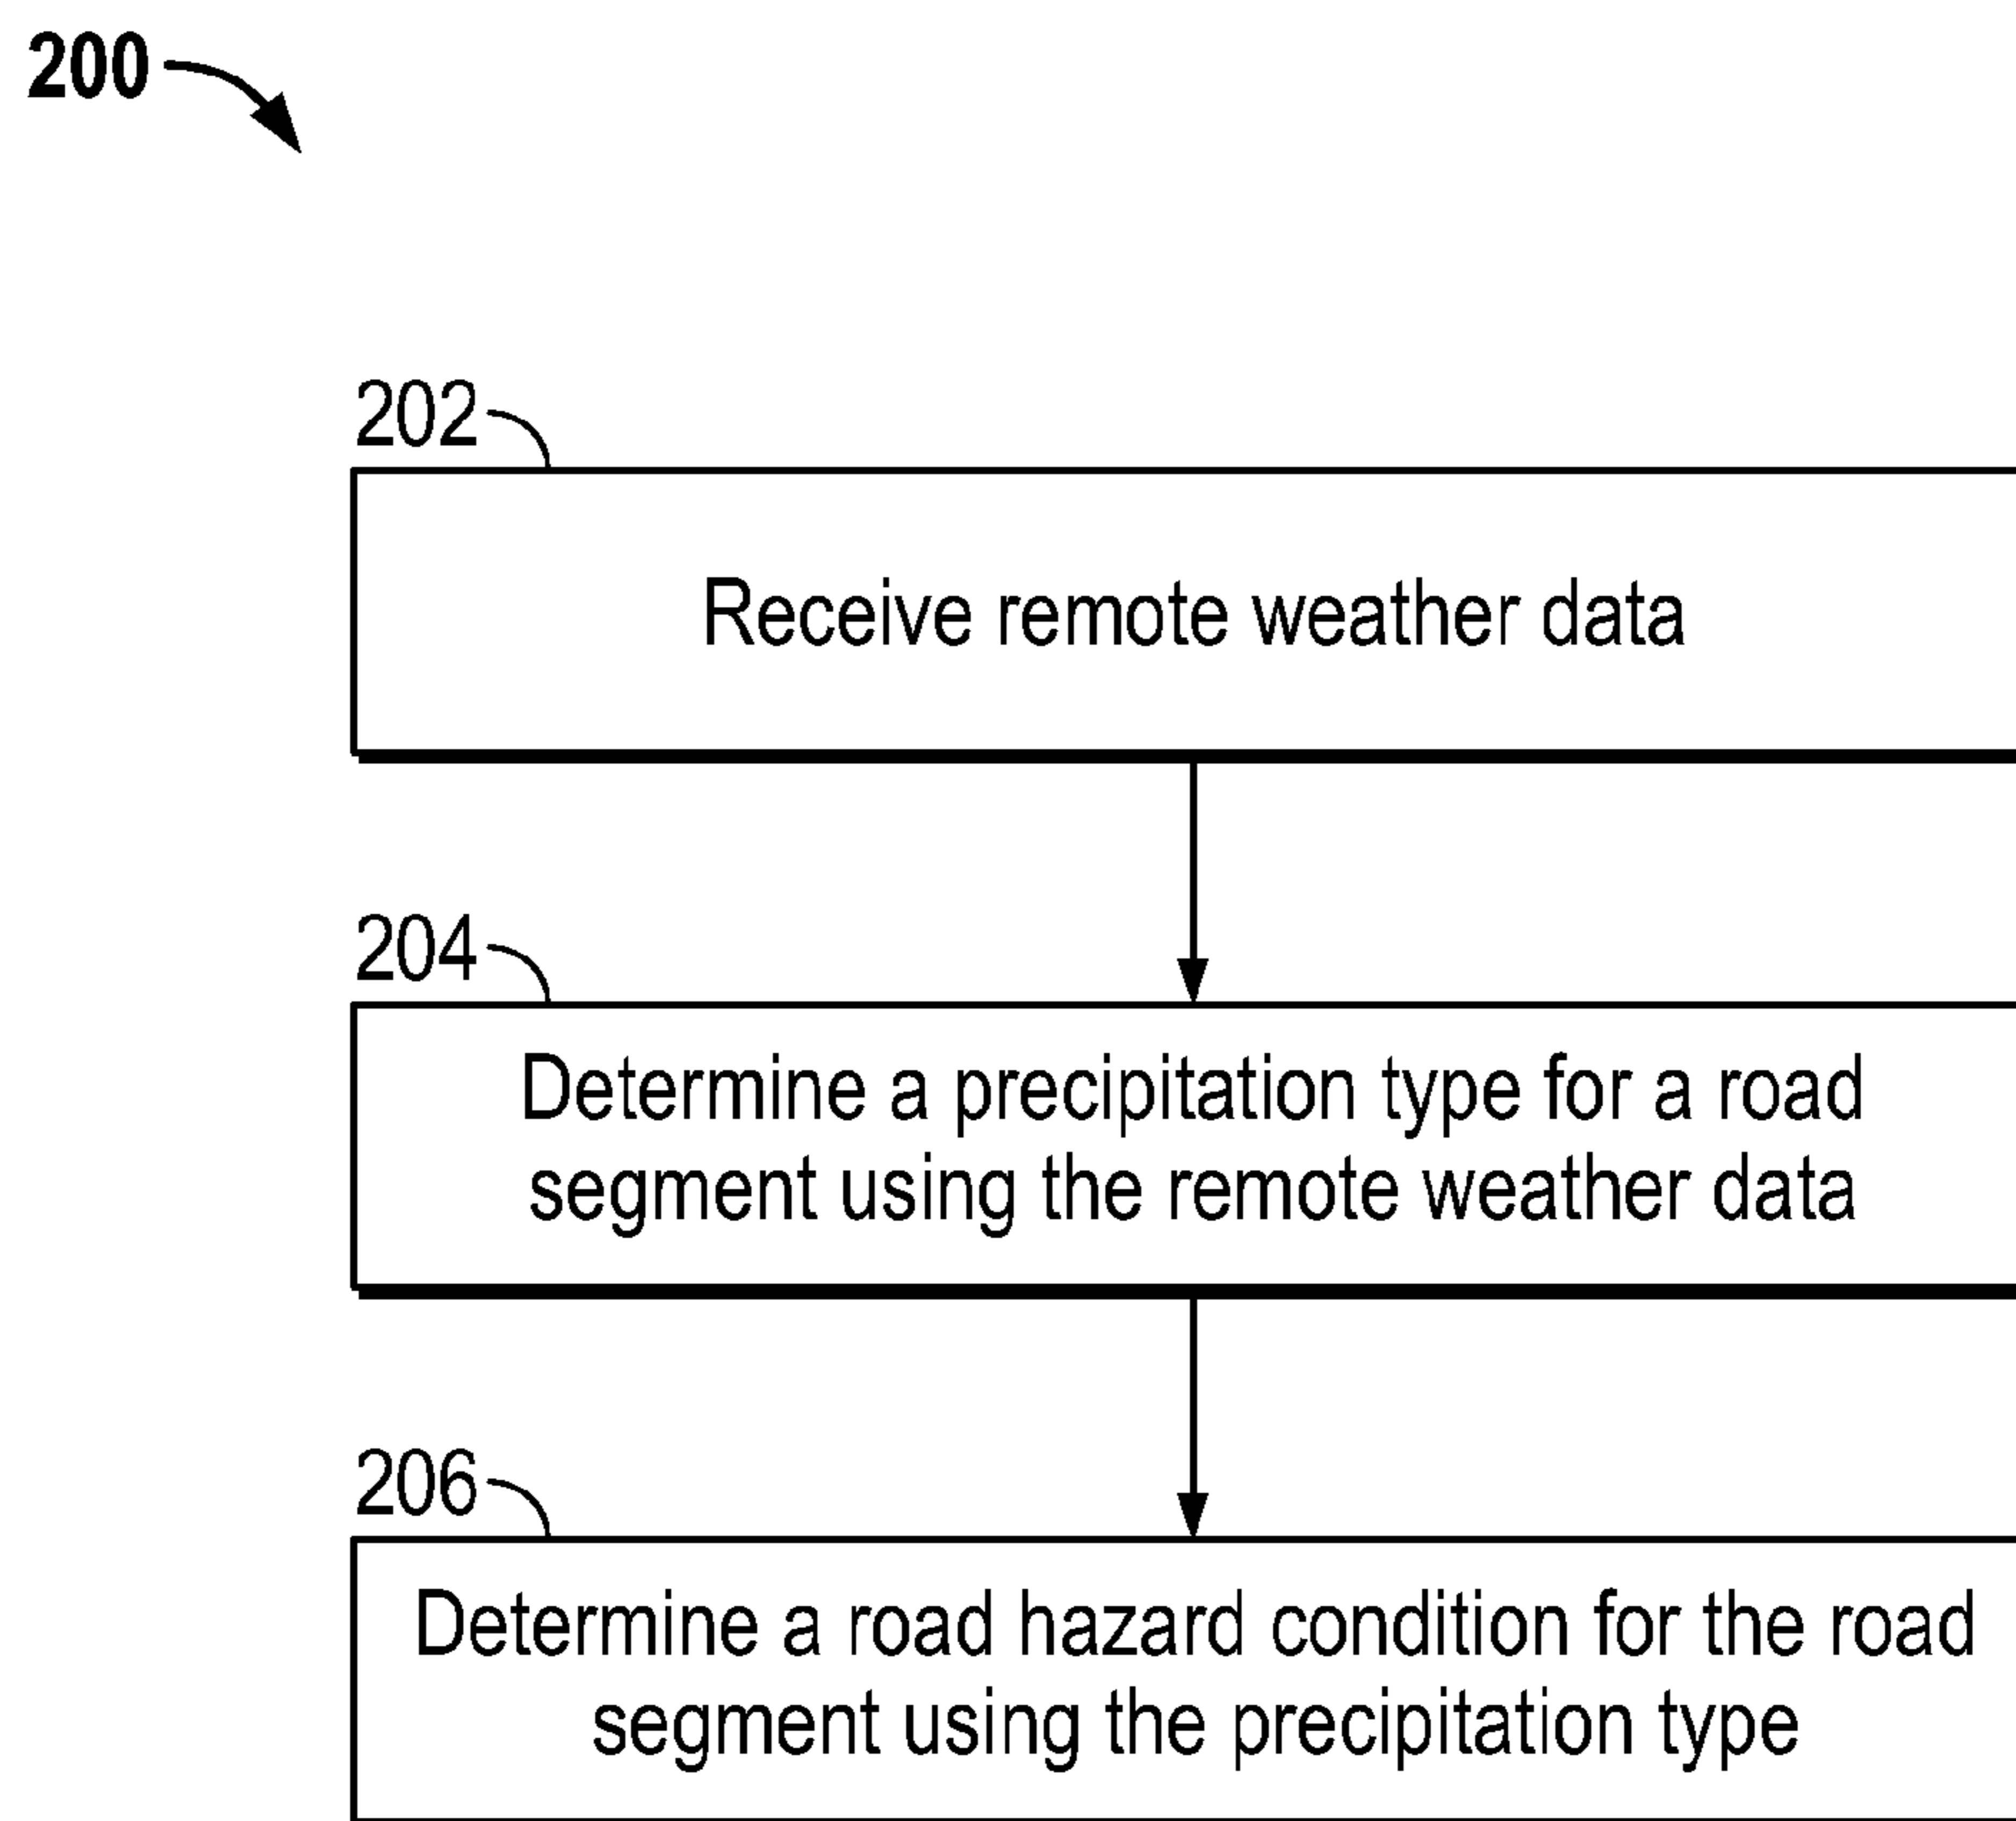 200
202
Receive remote weather data
204
Determine a precipitation type for a road
segment using the remote weather data
206
Determine a road hazard condition for the road
segment using the precipitation type